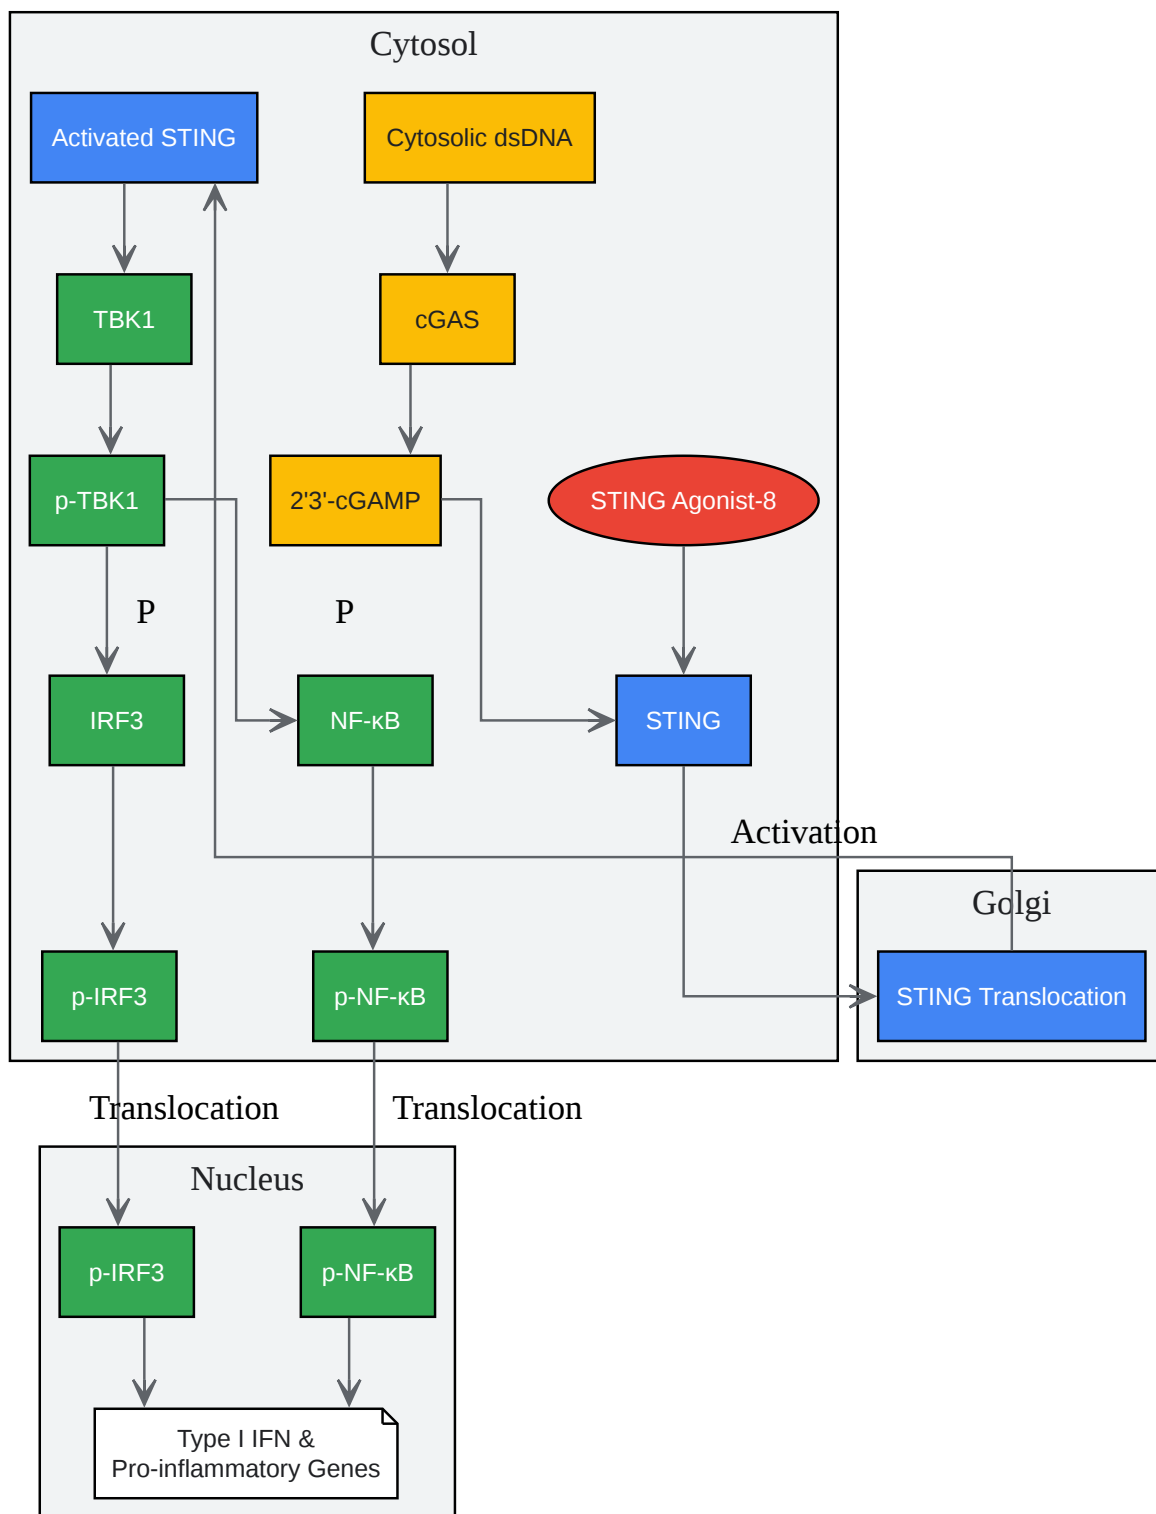 Cytosol
Activated STING
Cytosolic dsDNA
TBK1
cGAS
p-TBK1
2'3'-cGAMP
STING Agonist-8
P
P
IRF3
NF-κB
STING
Activation
Golgi
p-IRF3
p-NF-κB
STING Translocation
Translocation
Translocation
Nucleus
p-IRF3
p-NF-κB
Type I IFN &
Pro-inflammatory Genes